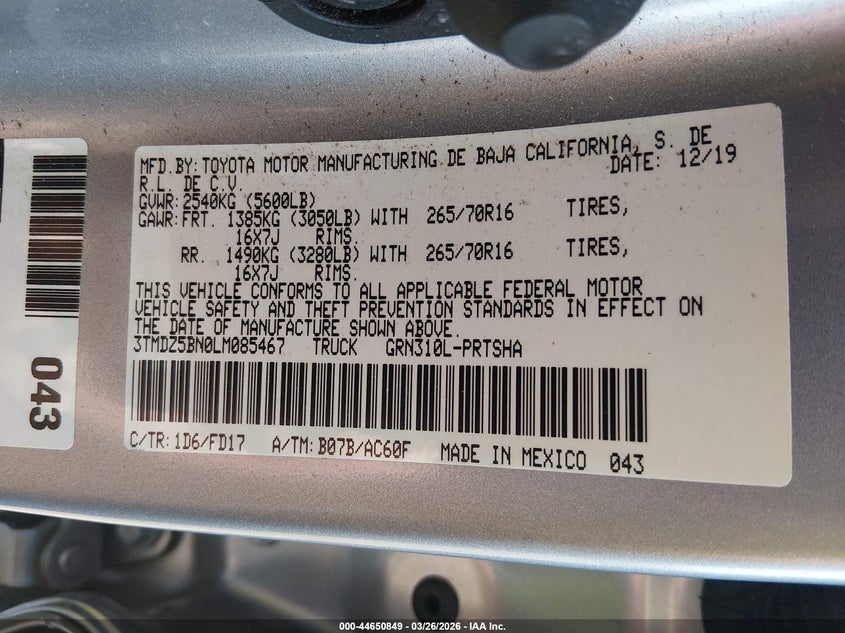 MFD.BY:TOYOTA MOTOR MANUFACTURING DE BAJA CALIFORNIA, S. DE
R.L. DE C.V. DATE: 12/19
GVWR:2540KG (5600LB)
GAWR:FRT. 1385KG (3050LB) WITH 265/70R16 TIRES,
16X7J RIMS.
RR. 1490KG (3280LB) WITH 265/70R16 TIRES,
16X7J RIMS.
THIS VEHICLE CONFORMS TO ALL APPLICABLE FEDERAL MOTOR
VEHICLE SAFETY AND THEFT PREVENTION STANDARDS IN EFFECT ON
THE DATE OF MANUFACTURE SHOWN ABOVE.
3TMDZ5BN0LM085467 TRUCK GRN310L-PRTSHA
C/TR:1D6/FD17 A/TM:B07B/AC60F MADE IN MEXICO 043
043
000-44650849 - 03/26/2026 - IAA Inc.